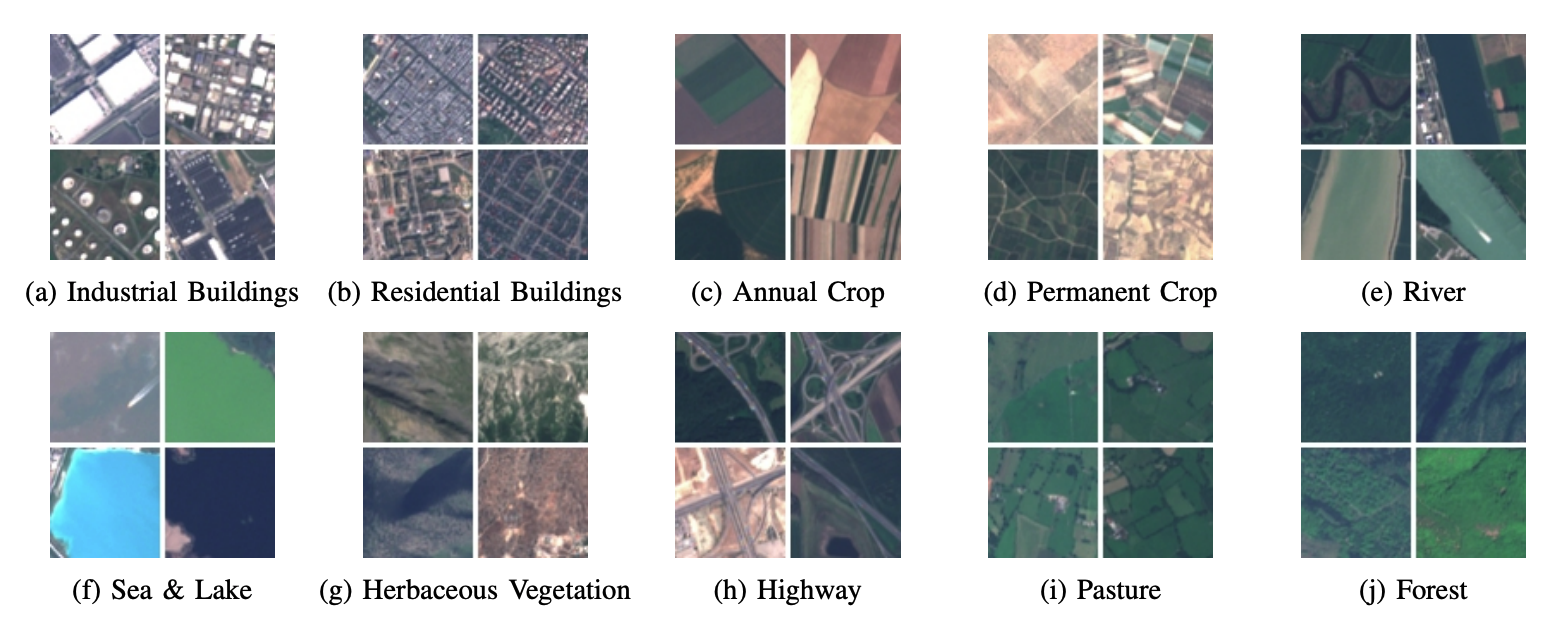 (a) Industrial Buildings
(b) Residential Buildings
(c) Annual Crop
(d) Permanent Crop
(e) River
(f) Sea & Lake
(g) Herbaceous Vegetation
(h) Highway
(i) Pasture
(j) Forest